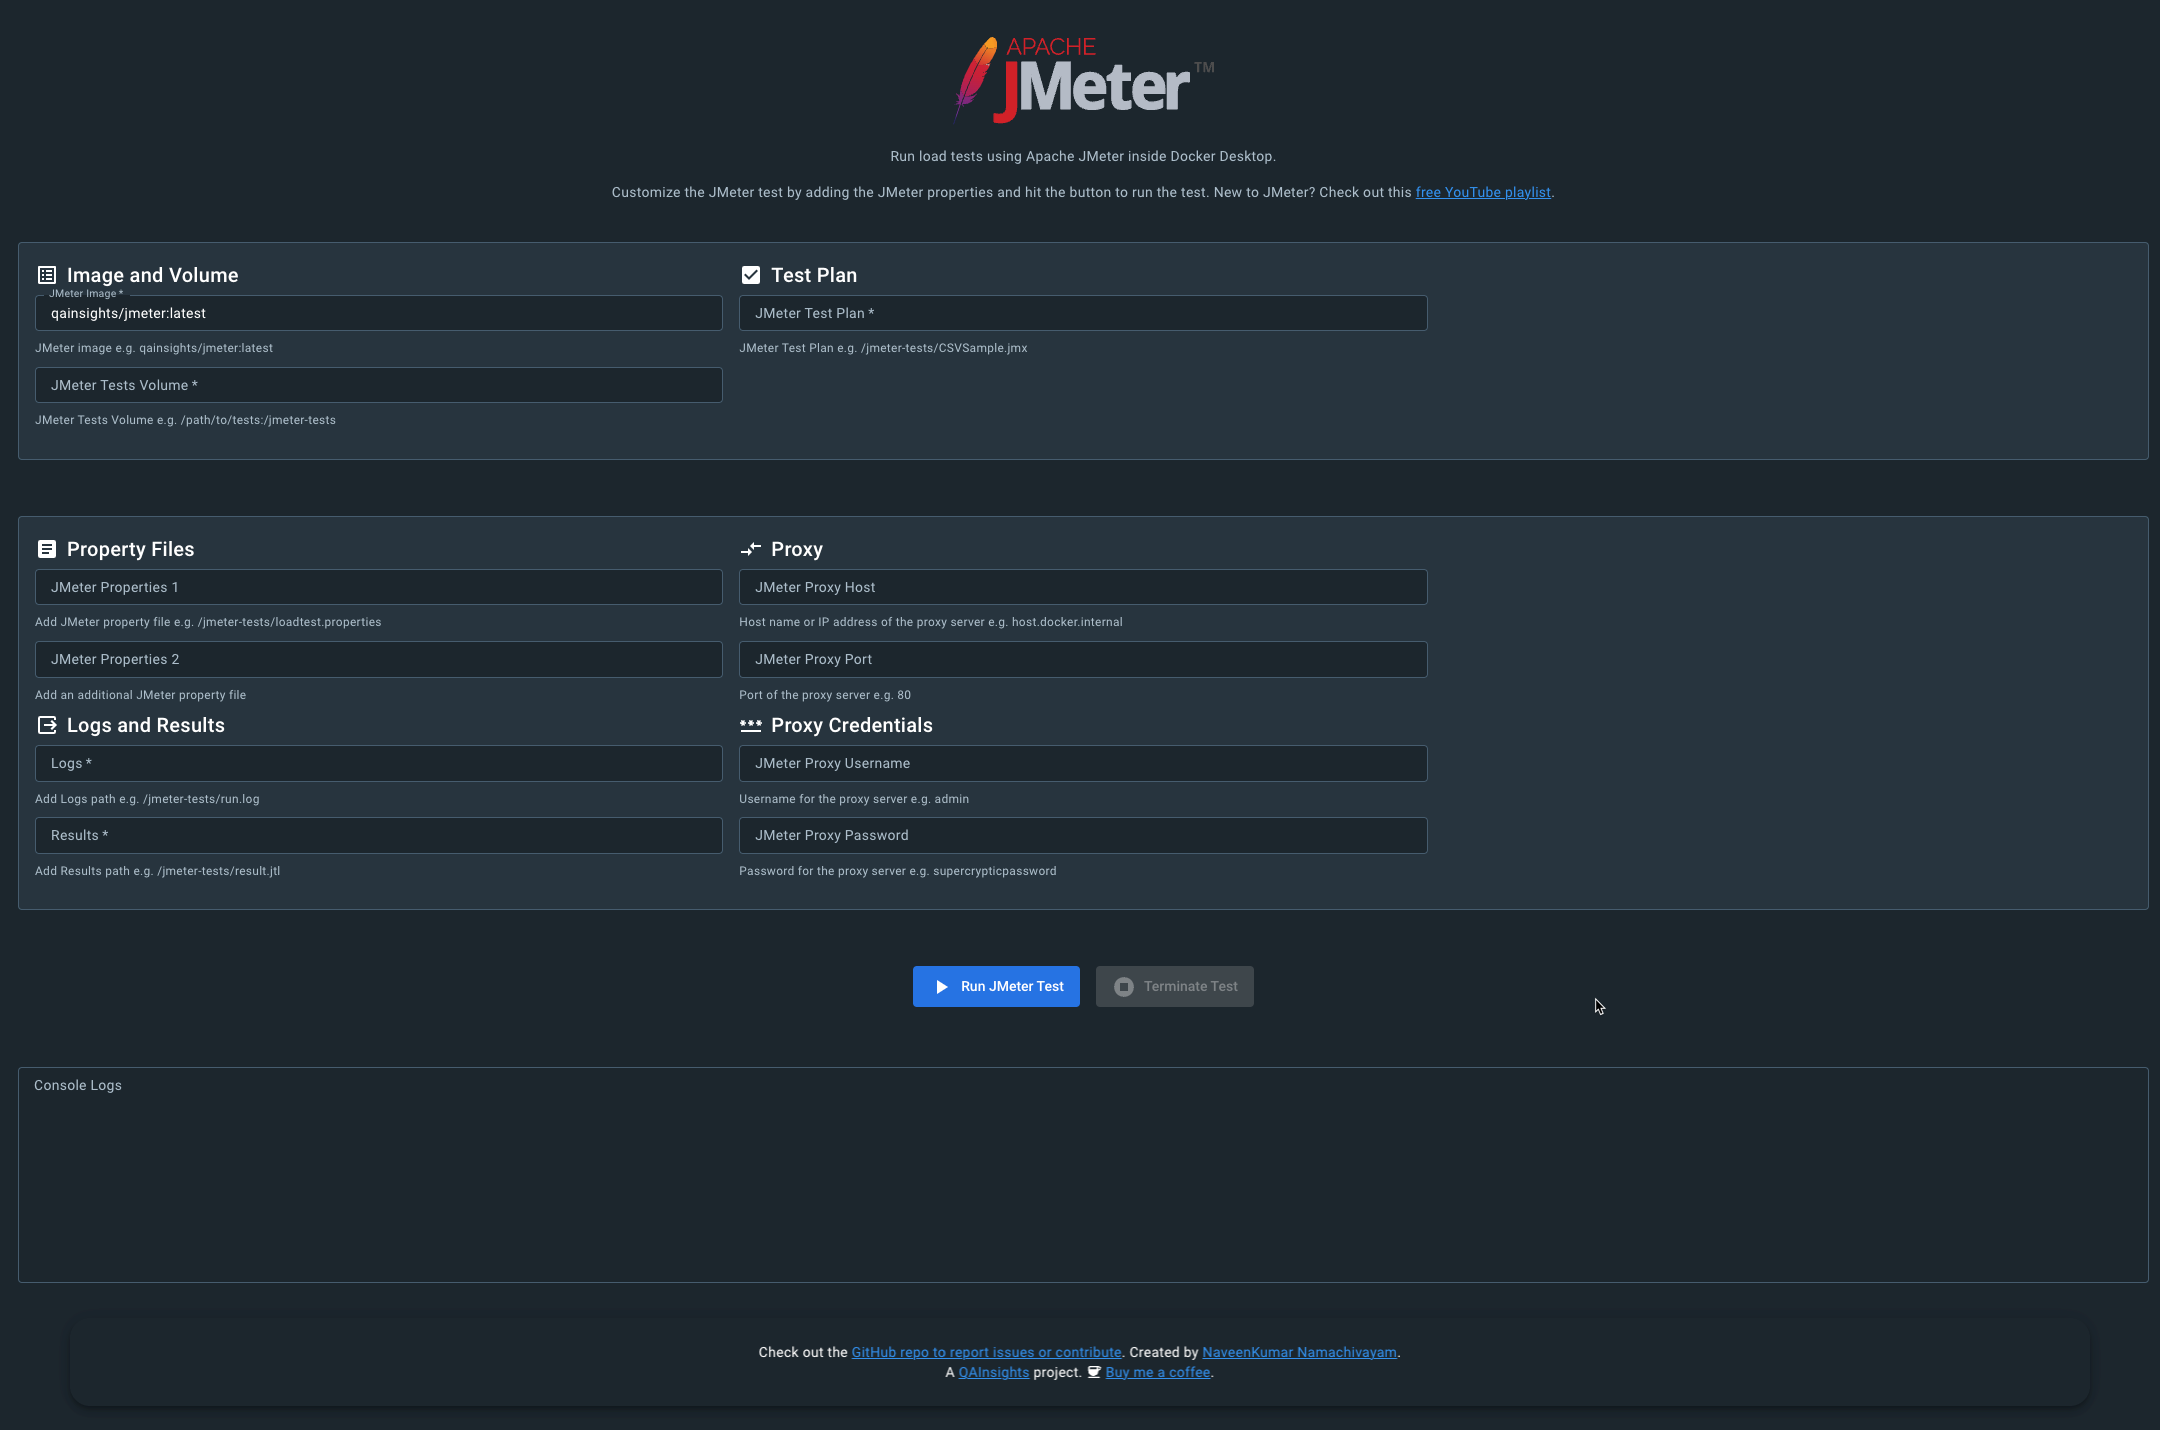 APACHE
JMeter™
Run load tests using Apache JMeter inside Docker Desktop.
Customize the JMeter test by adding the JMeter properties and hit the button to run the test. New to JMeter? Check out this free YouTube playlist.
Image and Volume
JMeter Image *
qainsights/jmeter:latest
JMeter image e.g. qainsights/jmeter:latest
JMeter Tests Volume *
JMeter Tests Volume e.g. /path/to/tests:/jmeter-tests
Test Plan
JMeter Test Plan *
JMeter Test Plan e.g. /jmeter-tests/CSVSample.jmx
Property Files
JMeter Properties 1
Add JMeter property file e.g. /jmeter-tests/loadtest.properties
JMeter Properties 2
Add an additional JMeter property file
Logs and Results
Logs *
Add Logs path e.g. /jmeter-tests/run.log
Results *
Add Results path e.g. /jmeter-tests/result.jtl
Proxy
JMeter Proxy Host
Host name or IP address of the proxy server e.g. host.docker.internal
JMeter Proxy Port
Port of the proxy server e.g. 80
Proxy Credentials
JMeter Proxy Username
Username for the proxy server e.g. admin
JMeter Proxy Password
Password for the proxy server e.g. supercrypticpassword
Run JMeter Test
Terminate Test
Console Logs
Check out the GitHub repo to report issues or contribute. Created by NaveenKumar Namachivayam.
A QAInsights project. Buy me a coffee.